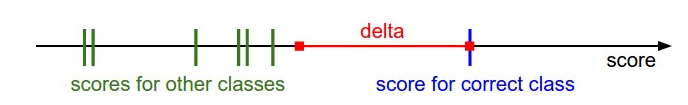 delta
score
scores for other classes
score for correct class